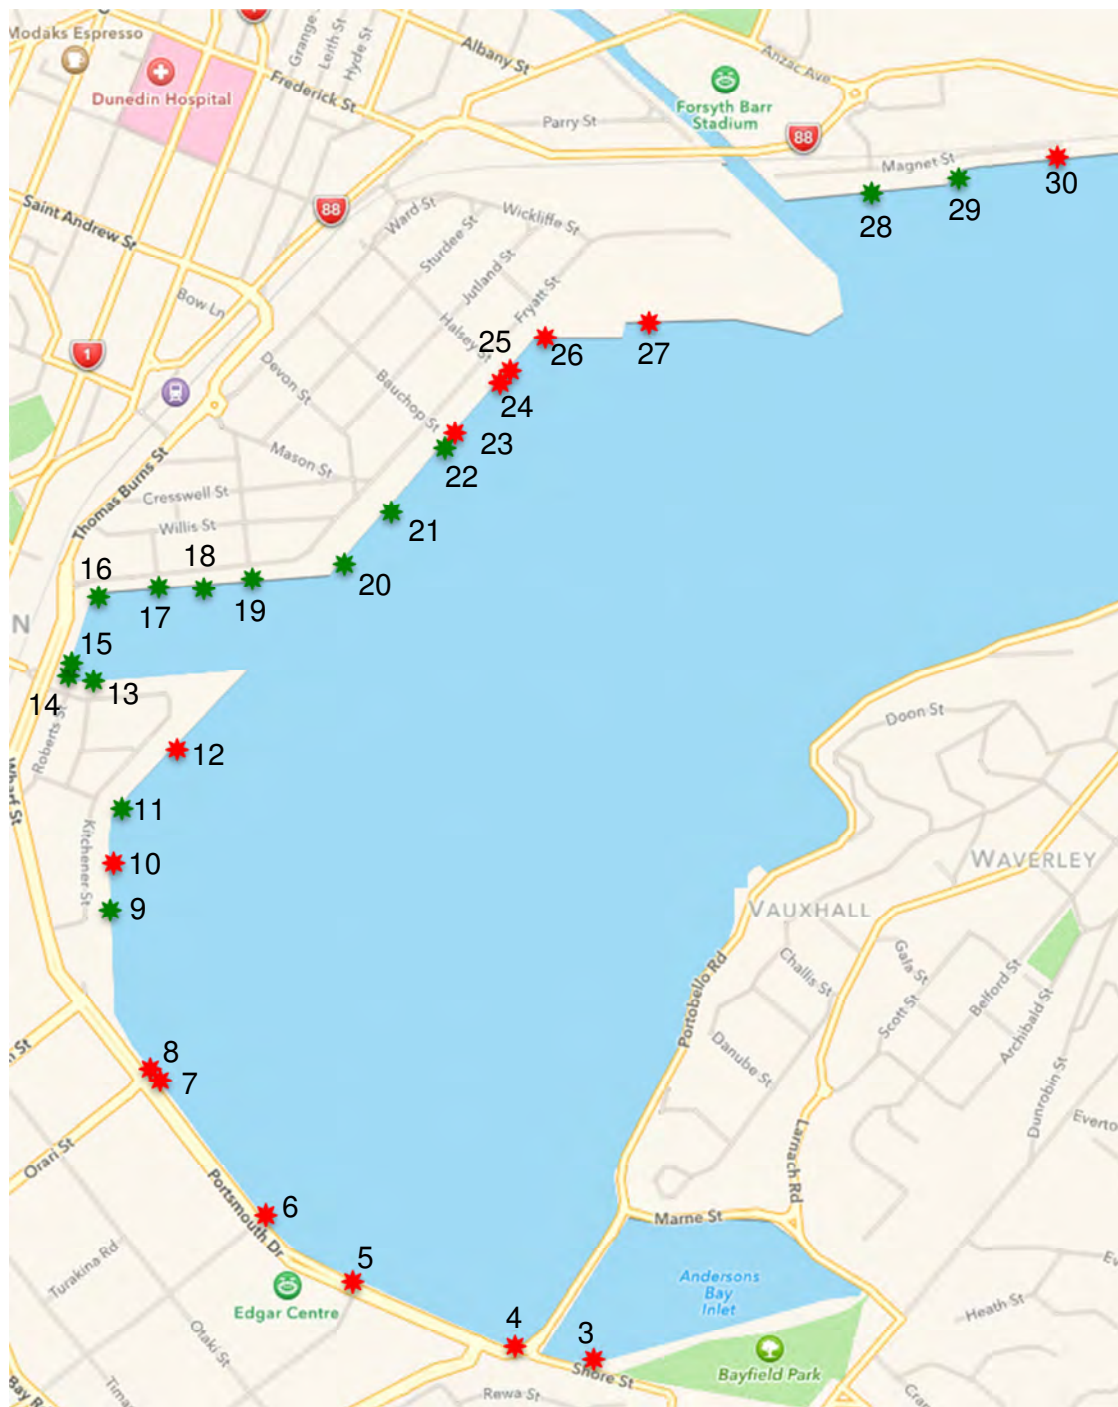 Modaks Espresso
Dunedin Hospital
Grange
Leith St
Hyde St
Frederick St
Albany St
Parry St
Anzac Ave
Forsyth Barr
Stadium
88
Magnet St
30
29
28
Saint Andrew St
88
Ward St
Wickliffe St
Sturdee St
Jutland St
Fryatt St
Halsey St
Bow Ln
1
25
26
27
24
Devon St
Bauchop St
23
22
Mason St
Thomas Burns St
Cresswell St
Willis St
21
18
16
17
19
20
N
15
14
13
Roberts St
12
Wharf St
11
10
Kitchener St
9
Doon St
WAVERLEY
VAUXHALL
Portobello Rd
Challis St
Gala St
Scott St
Belford St
Archibald St
Danube St
Dunrobin St
Larnach Rd
8
7
St
Orari St
6
Portsmouth Dr
5
Marne St
Turakina Rd
Edgar Centre
Andersons
Bay
Inlet
Heath St
4
3
Otaki St
Shore St
Bayfield Park
Rewa St